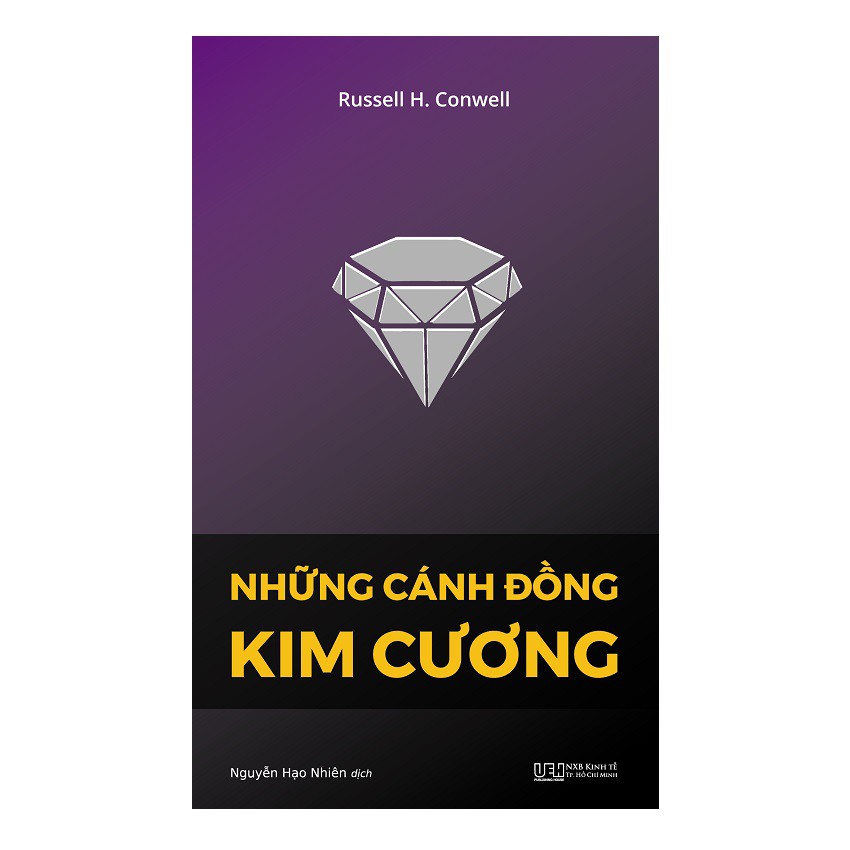 Russell H. Conwell
NHỮNG CÁNH ĐỒNG
KIM CƯƠNG
Nguyễn Hạo Nhiên dịch
UEH
PUBLISHING HOUSE
NXB KINH TẾ
TP. HỒ CHÍ MINH